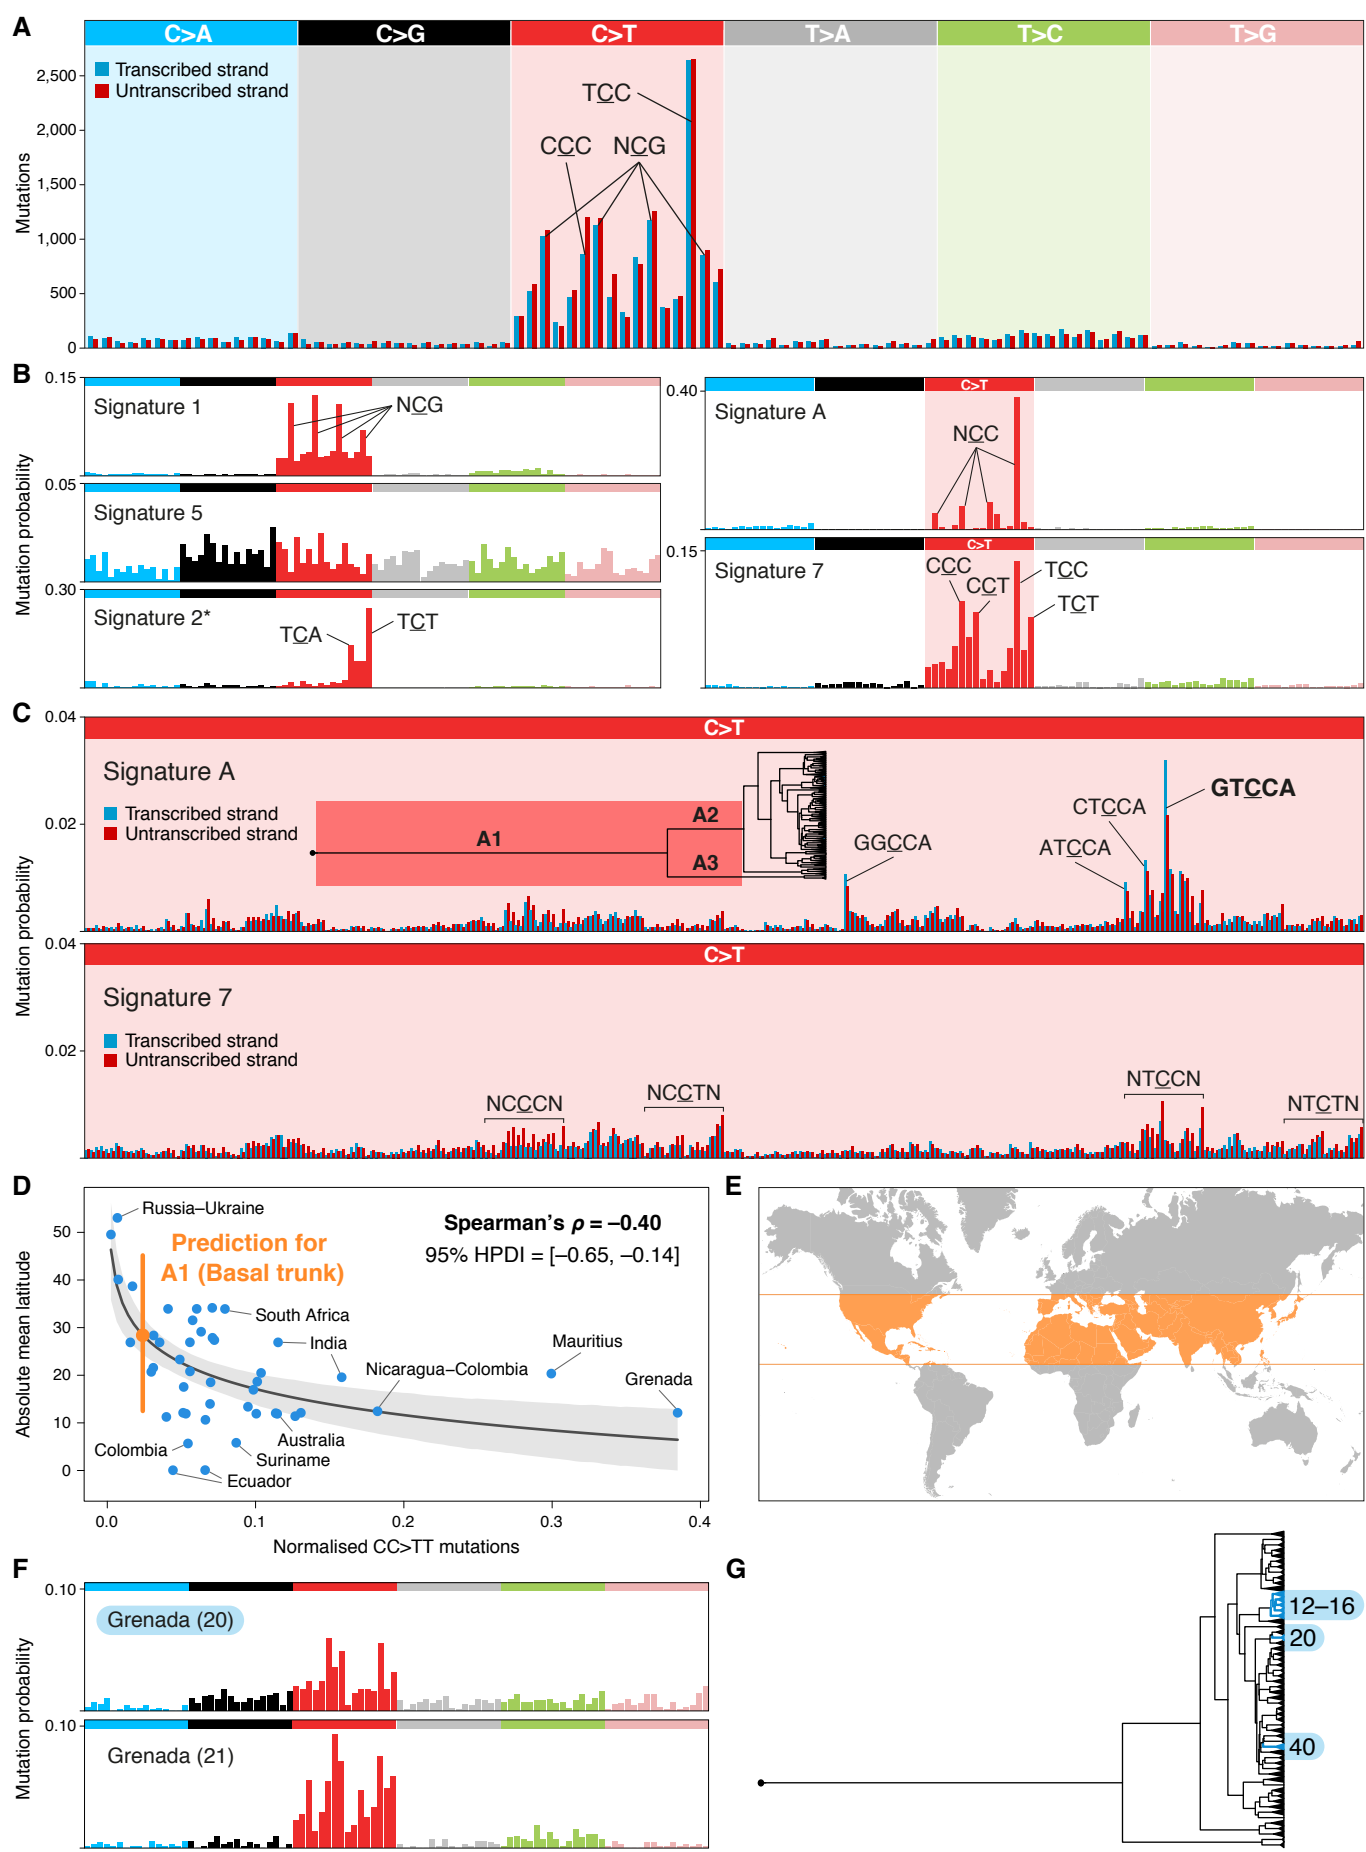 A
C>A C>G C>T T>A T>C T>G
Transcribed strand
Untranscribed strand
Mutations
2,500
2,000
1,500
1,000
500
0
TCC
CCC NCG
B
Mutation probability
0.15
Signature 1
NCG
0.05
Signature 5
0.30
Signature 2*
TCA
TCT
0.40
C>T
Signature A
NCC
0.15
C>T
Signature 7
CCC
CCT
TCC
TCT
C
Mutation probability
0.04
C>T
Signature A
Transcribed strand
Untranscribed strand
0.02
A1
A2
A3
GGCCA
ATCCA
CTCCA
GTCCA
0.04
C>T
Signature 7
Transcribed strand
Untranscribed strand
0.02
NCCCN
NCCTN
NTCCN
NTCTN
D
Absolute mean latitude
50
40
30
20
10
0
Russia–Ukraine
Prediction for
A1 (Basal trunk)
Spearman's ρ = –0.40
95% HPDI = [–0.65, –0.14]
South Africa
India
Nicaragua–Colombia
Mauritius
Grenada
Colombia
Australia
Suriname
Ecuador
0.0 0.1 0.2 0.3 0.4
Normalised CC>TT mutations
E
F
Mutation probability
0.10
Grenada (20)
0.10
Grenada (21)
G
12–16
20
40